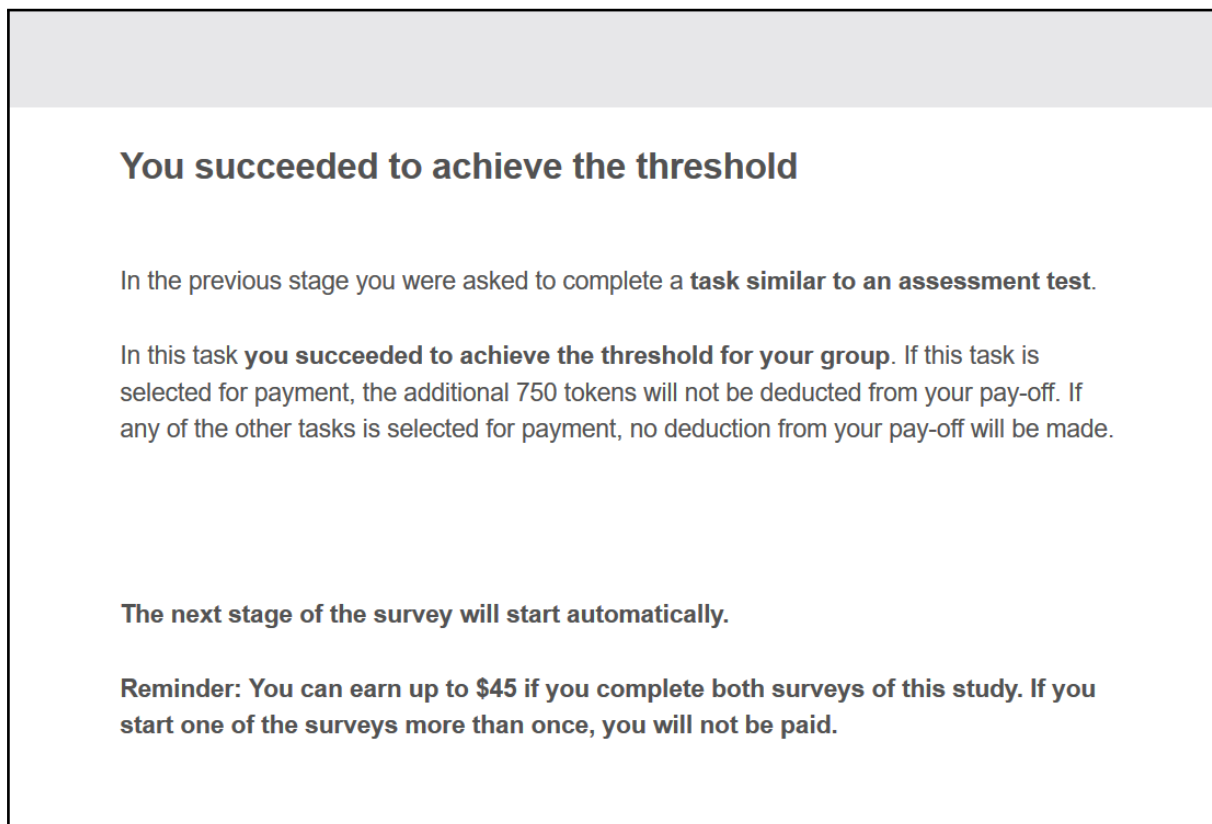 You succeeded to achieve the threshold
In the previous stage you were asked to complete a task similar to an assessment test.
In this task you succeeded to achieve the threshold for your group. If this task is
selected for payment, the additional 750 tokens will not be deducted from your pay-off. If
any of the other tasks is selected for payment, no deduction from your pay-off will be made.
The next stage of the survey will start automatically.
Reminder: You can earn up to $45 if you complete both surveys of this study. If you
start one of the surveys more than once, you will not be paid.